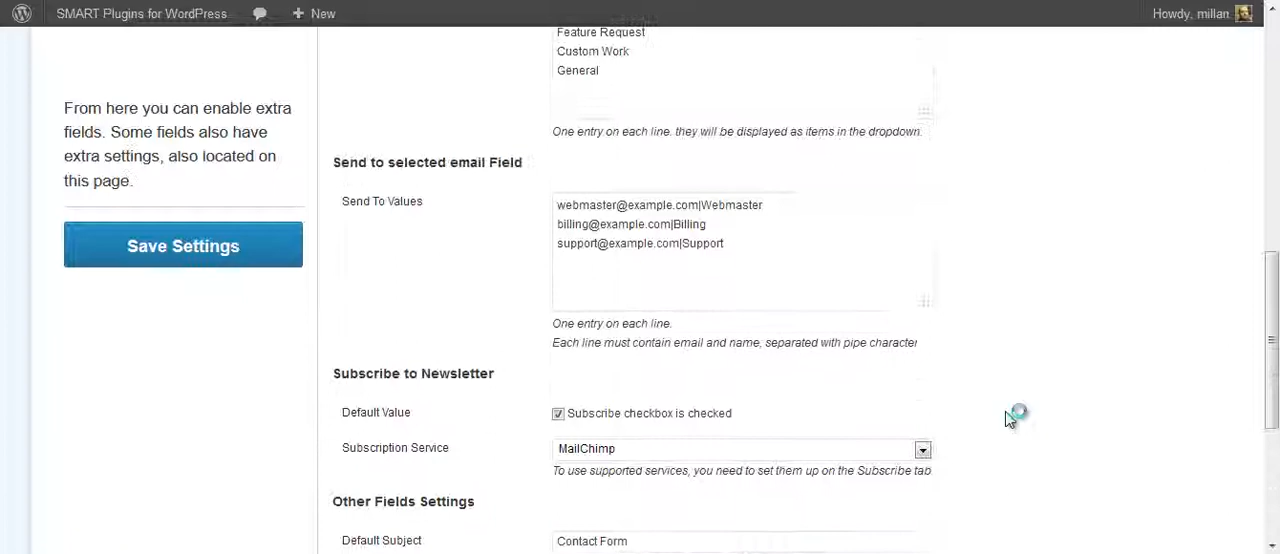 SMART Plugins for WordPress
New
Howdy, millan
Feature Request
Custom Work
General
From here you can enable extra
fields. Some fields also have
extra settings, also located on
this page.
Save Settings
One entry on each line. they will be displayed as items in the dropdown.
Send to selected email Field
Send To Values
webmaster@example.com|Webmaster
billing@example.com|Billing
support@example.com|Support
One entry on each line.
Each line must contain email and name, separated with pipe character
Subscribe to Newsletter
Default Value
Subscribe checkbox is checked
Subscription Service
MailChimp
To use supported services, you need to set them up on the Subscribe tab
Other Fields Settings
Default Subject
Contact Form